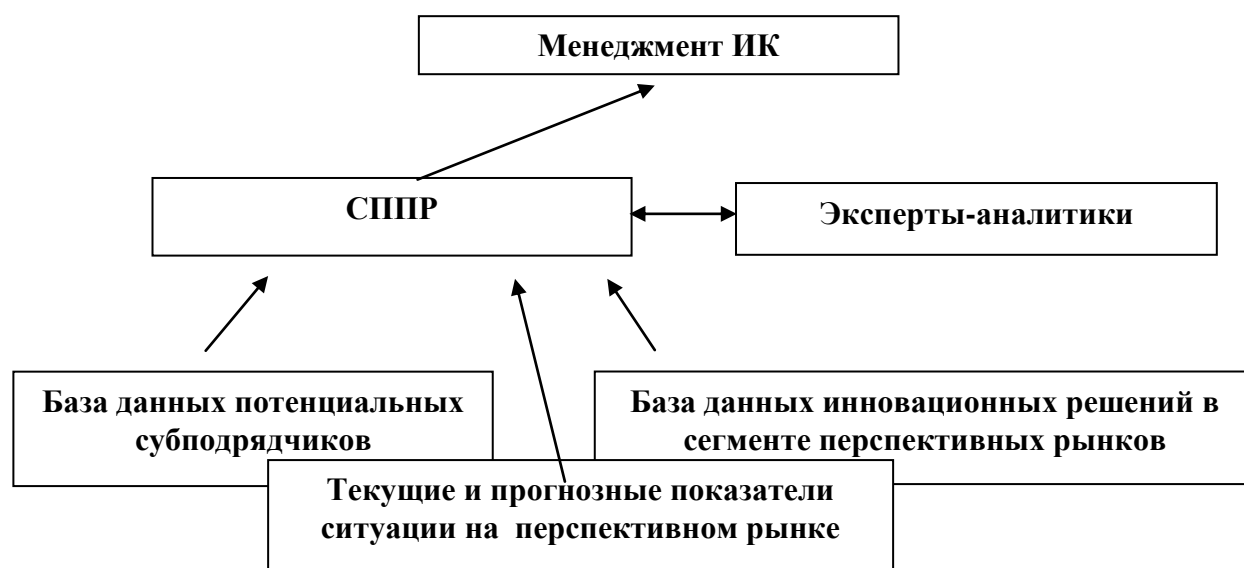 Менеджмент ИК
СППР
Эксперты-аналитики
База данных потенциальных
субподрядчиков
База данных инновационных решений в
сегменте перспективных рынков
Текущие и прогнозные показатели
ситуации на перспективном рынке